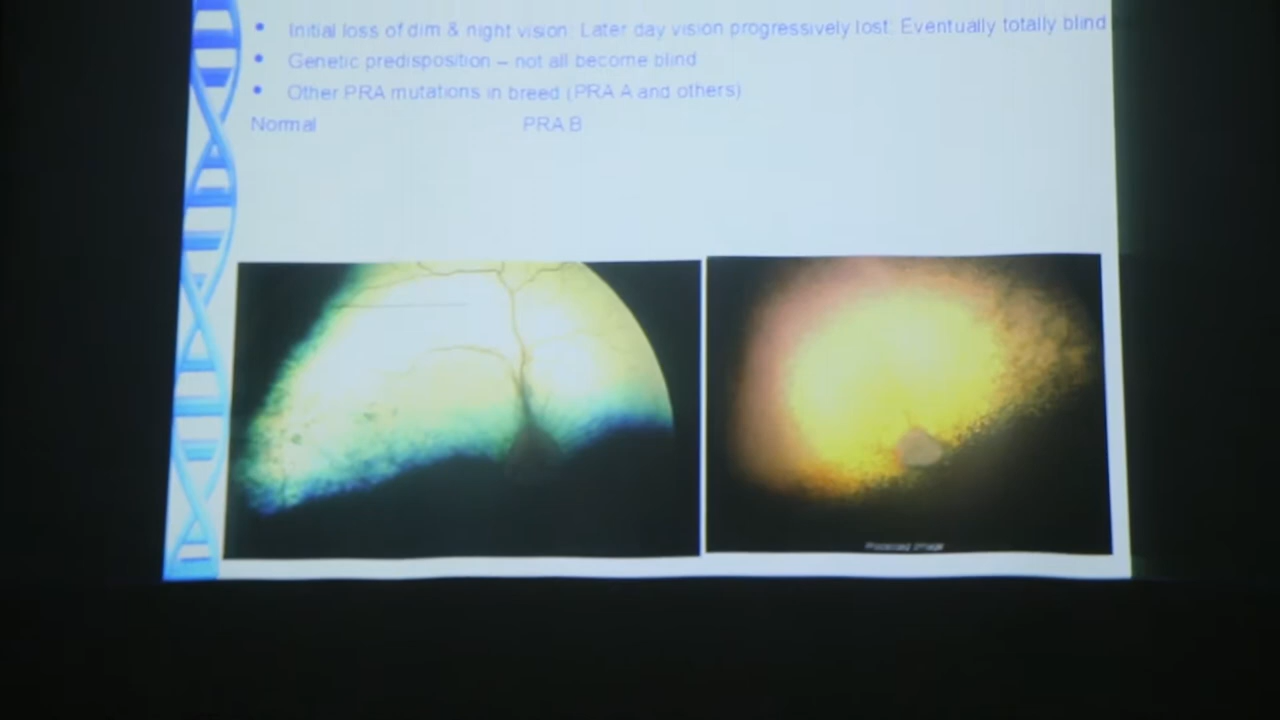 • Initial loss of dim & night vision; Later day vision progressively lost; Eventually totally blind
• Genetic predisposition – not all become blind
• Other PRA mutations in breed (PRA A and others)
Normal PRA B